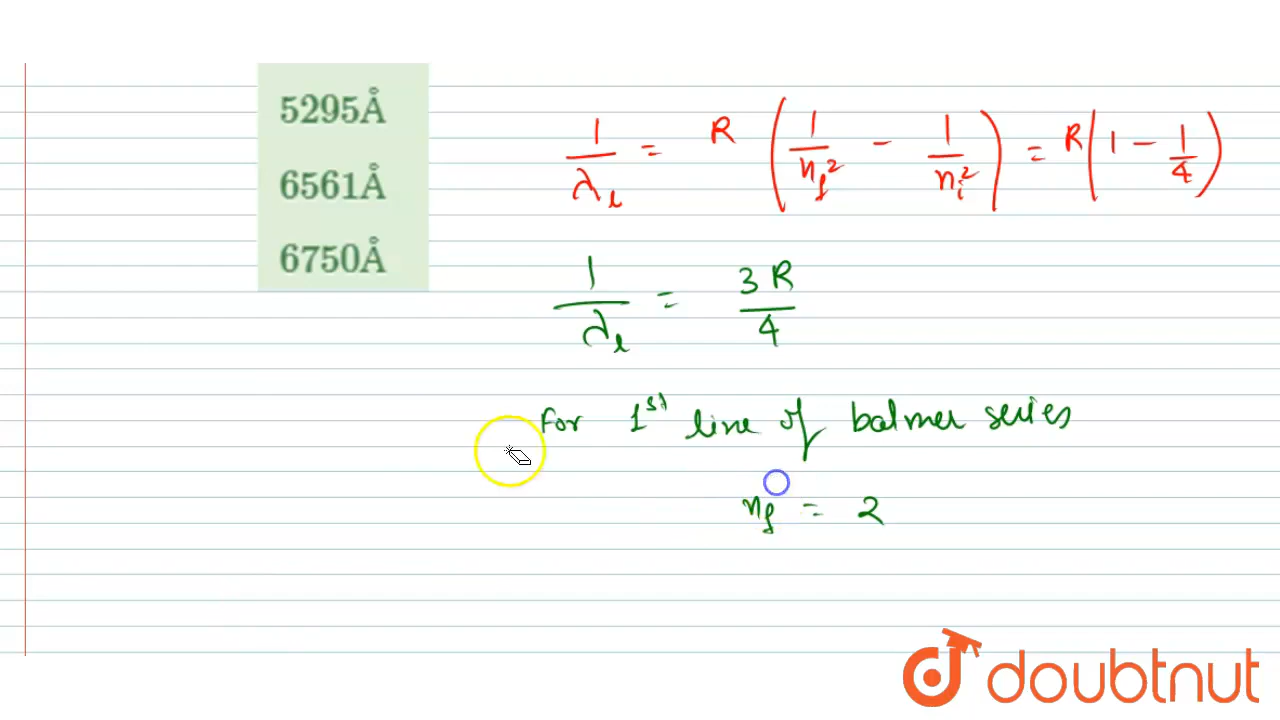 5295Å
6561Å
6750Å
1/λ_l = R (1/n_f² − 1/n_i²) = R(1 − 1/4)
1/λ_l = 3R/4
For 1st line of balmer series
n_f = 2
doubtnut